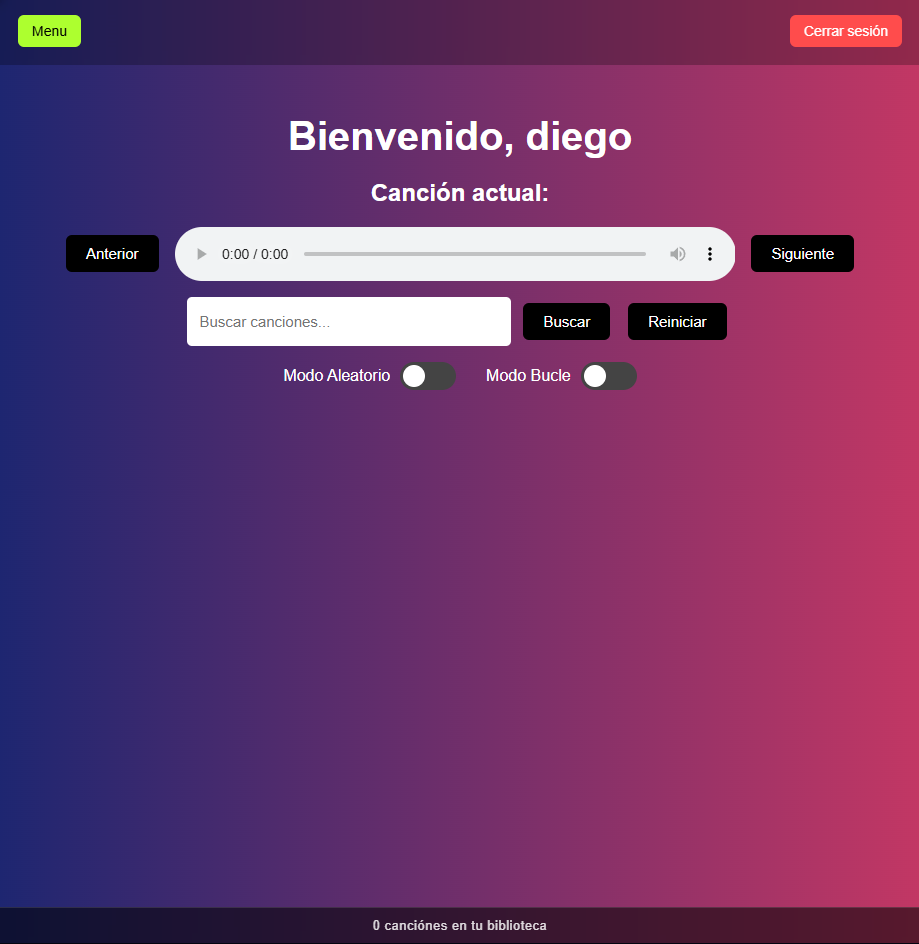 Menu
Cerrar sesión
Bienvenido, diego
Canción actual:
Anterior
0:00 / 0:00
Siguiente
Buscar canciones...
Buscar
Reiniciar
Modo Aleatorio
Modo Bucle
0 canciónes en tu biblioteca